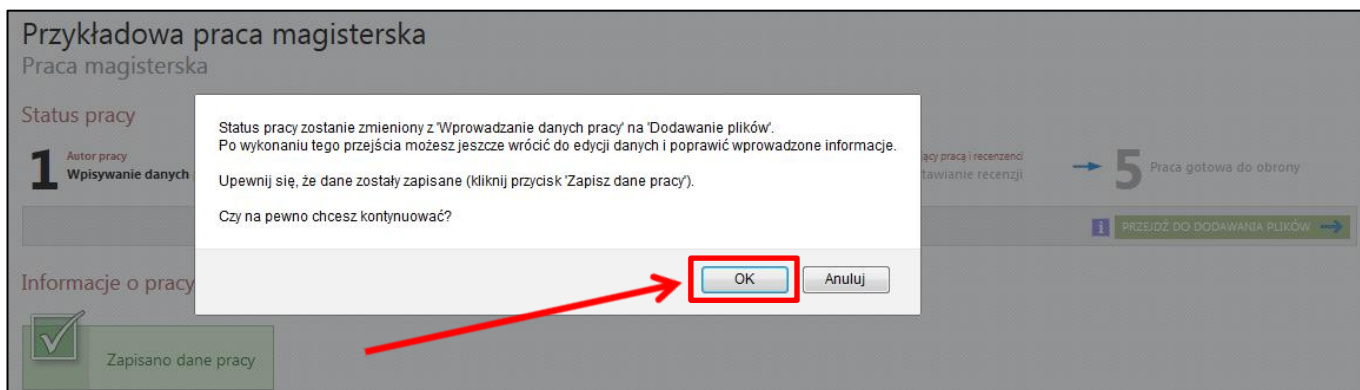 Przykładowa praca magisterska
Praca magisterska
Status pracy
Status pracy zostanie zmieniony z 'Wprowadzanie danych pracy' na 'Dodawanie plików'.
Po wykonaniu tego przejścia możesz jeszcze wrócić do edycji danych i poprawić wprowadzone informacje.
Upewnij się, że dane zostały zapisane (kliknij przycisk 'Zapisz dane pracy').
Czy na pewno chcesz kontynuować?
1 Autor pracy
Wpisywanie danych
pracą i recenzenci
recenzji
5 Praca gotowa do obrony
i PRZEJDŹ DO DODAWANIA PLIKÓW
OK Anuluj
Informacje o pracy
Zapisano dane pracy